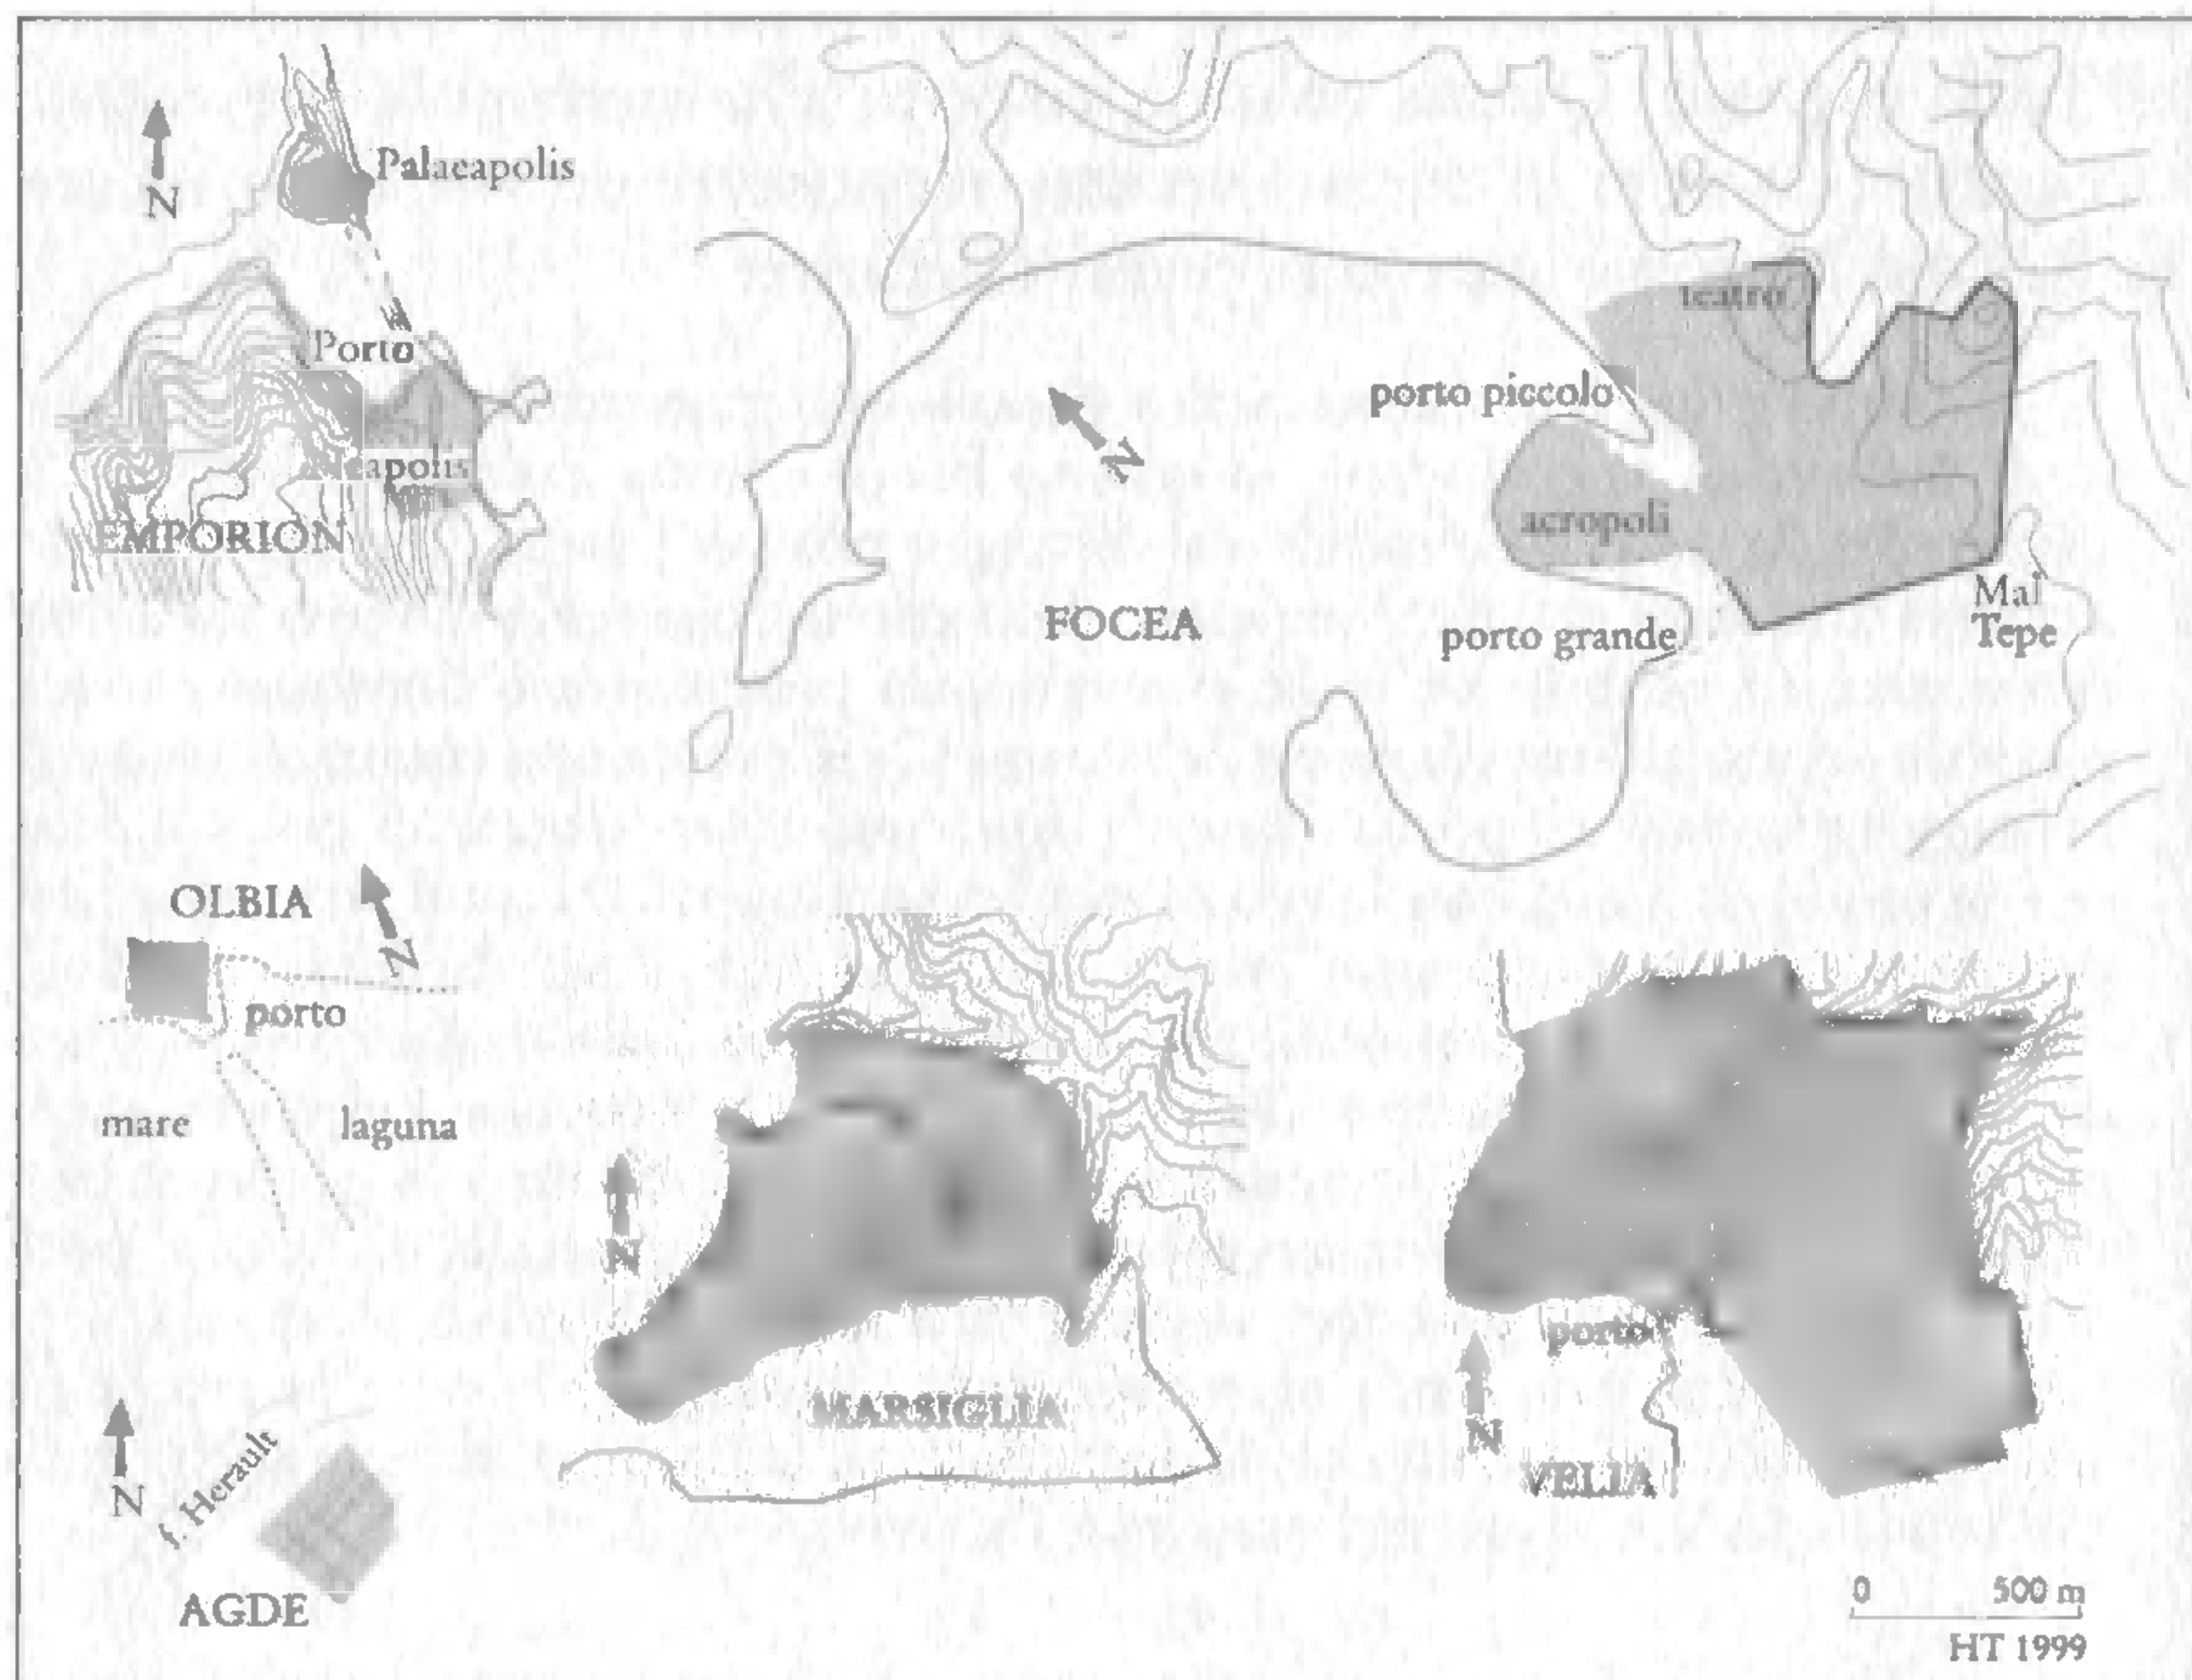 N
Palaeapolis
Porto
Neapolis
EMPORION
teatro
porto piccolo
N
acropoli
FOCEA
porto grande
Mal
Tepe
OLBIA
N
porto
mare
laguna
N
MARSIGLIA
porto
N
VELIA
N
f. Herault
AGDE
0 500 m
HT 1999